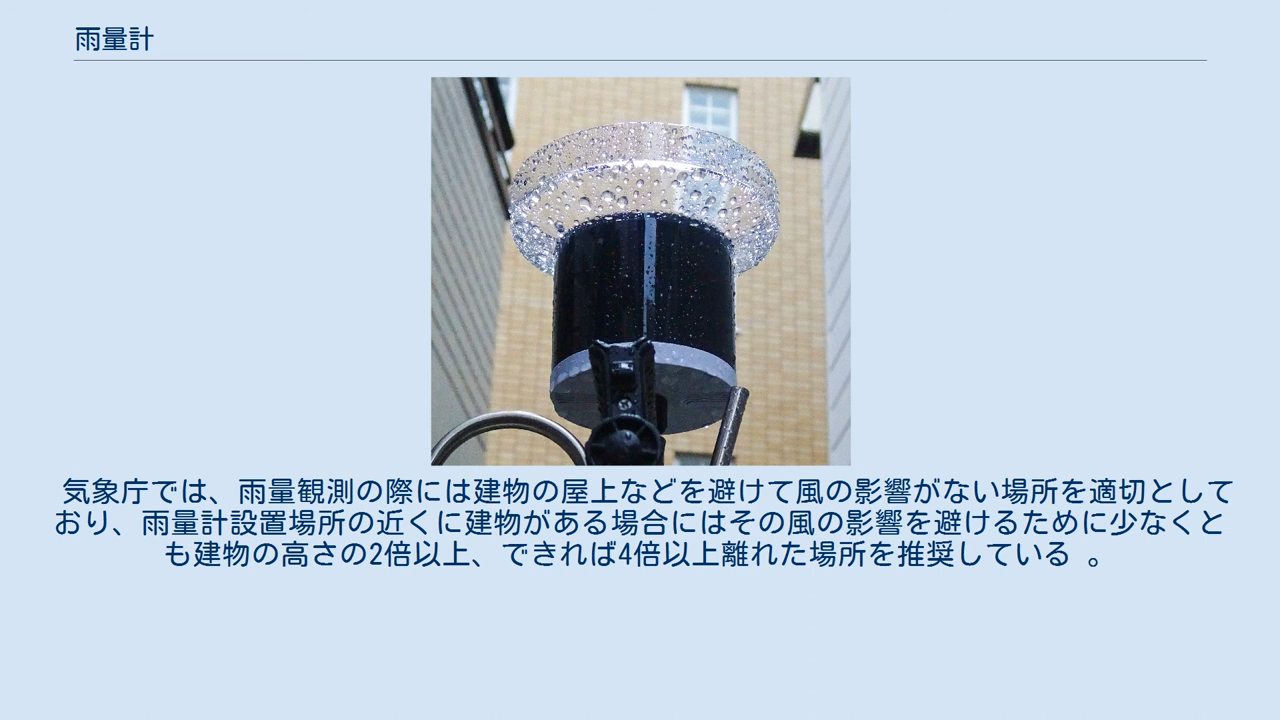 雨量計
気象庁では、雨量観測の際には建物の屋上などを避けて風の影響がない場所を適切として
おり、雨量計設置場所の近くに建物がある場合にはその風の影響を避けるために少なくと
も建物の高さの2倍以上、できれば4倍以上離れた場所を推奨している 。